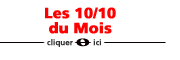 Les 10/10
du Mois
cliquer ici